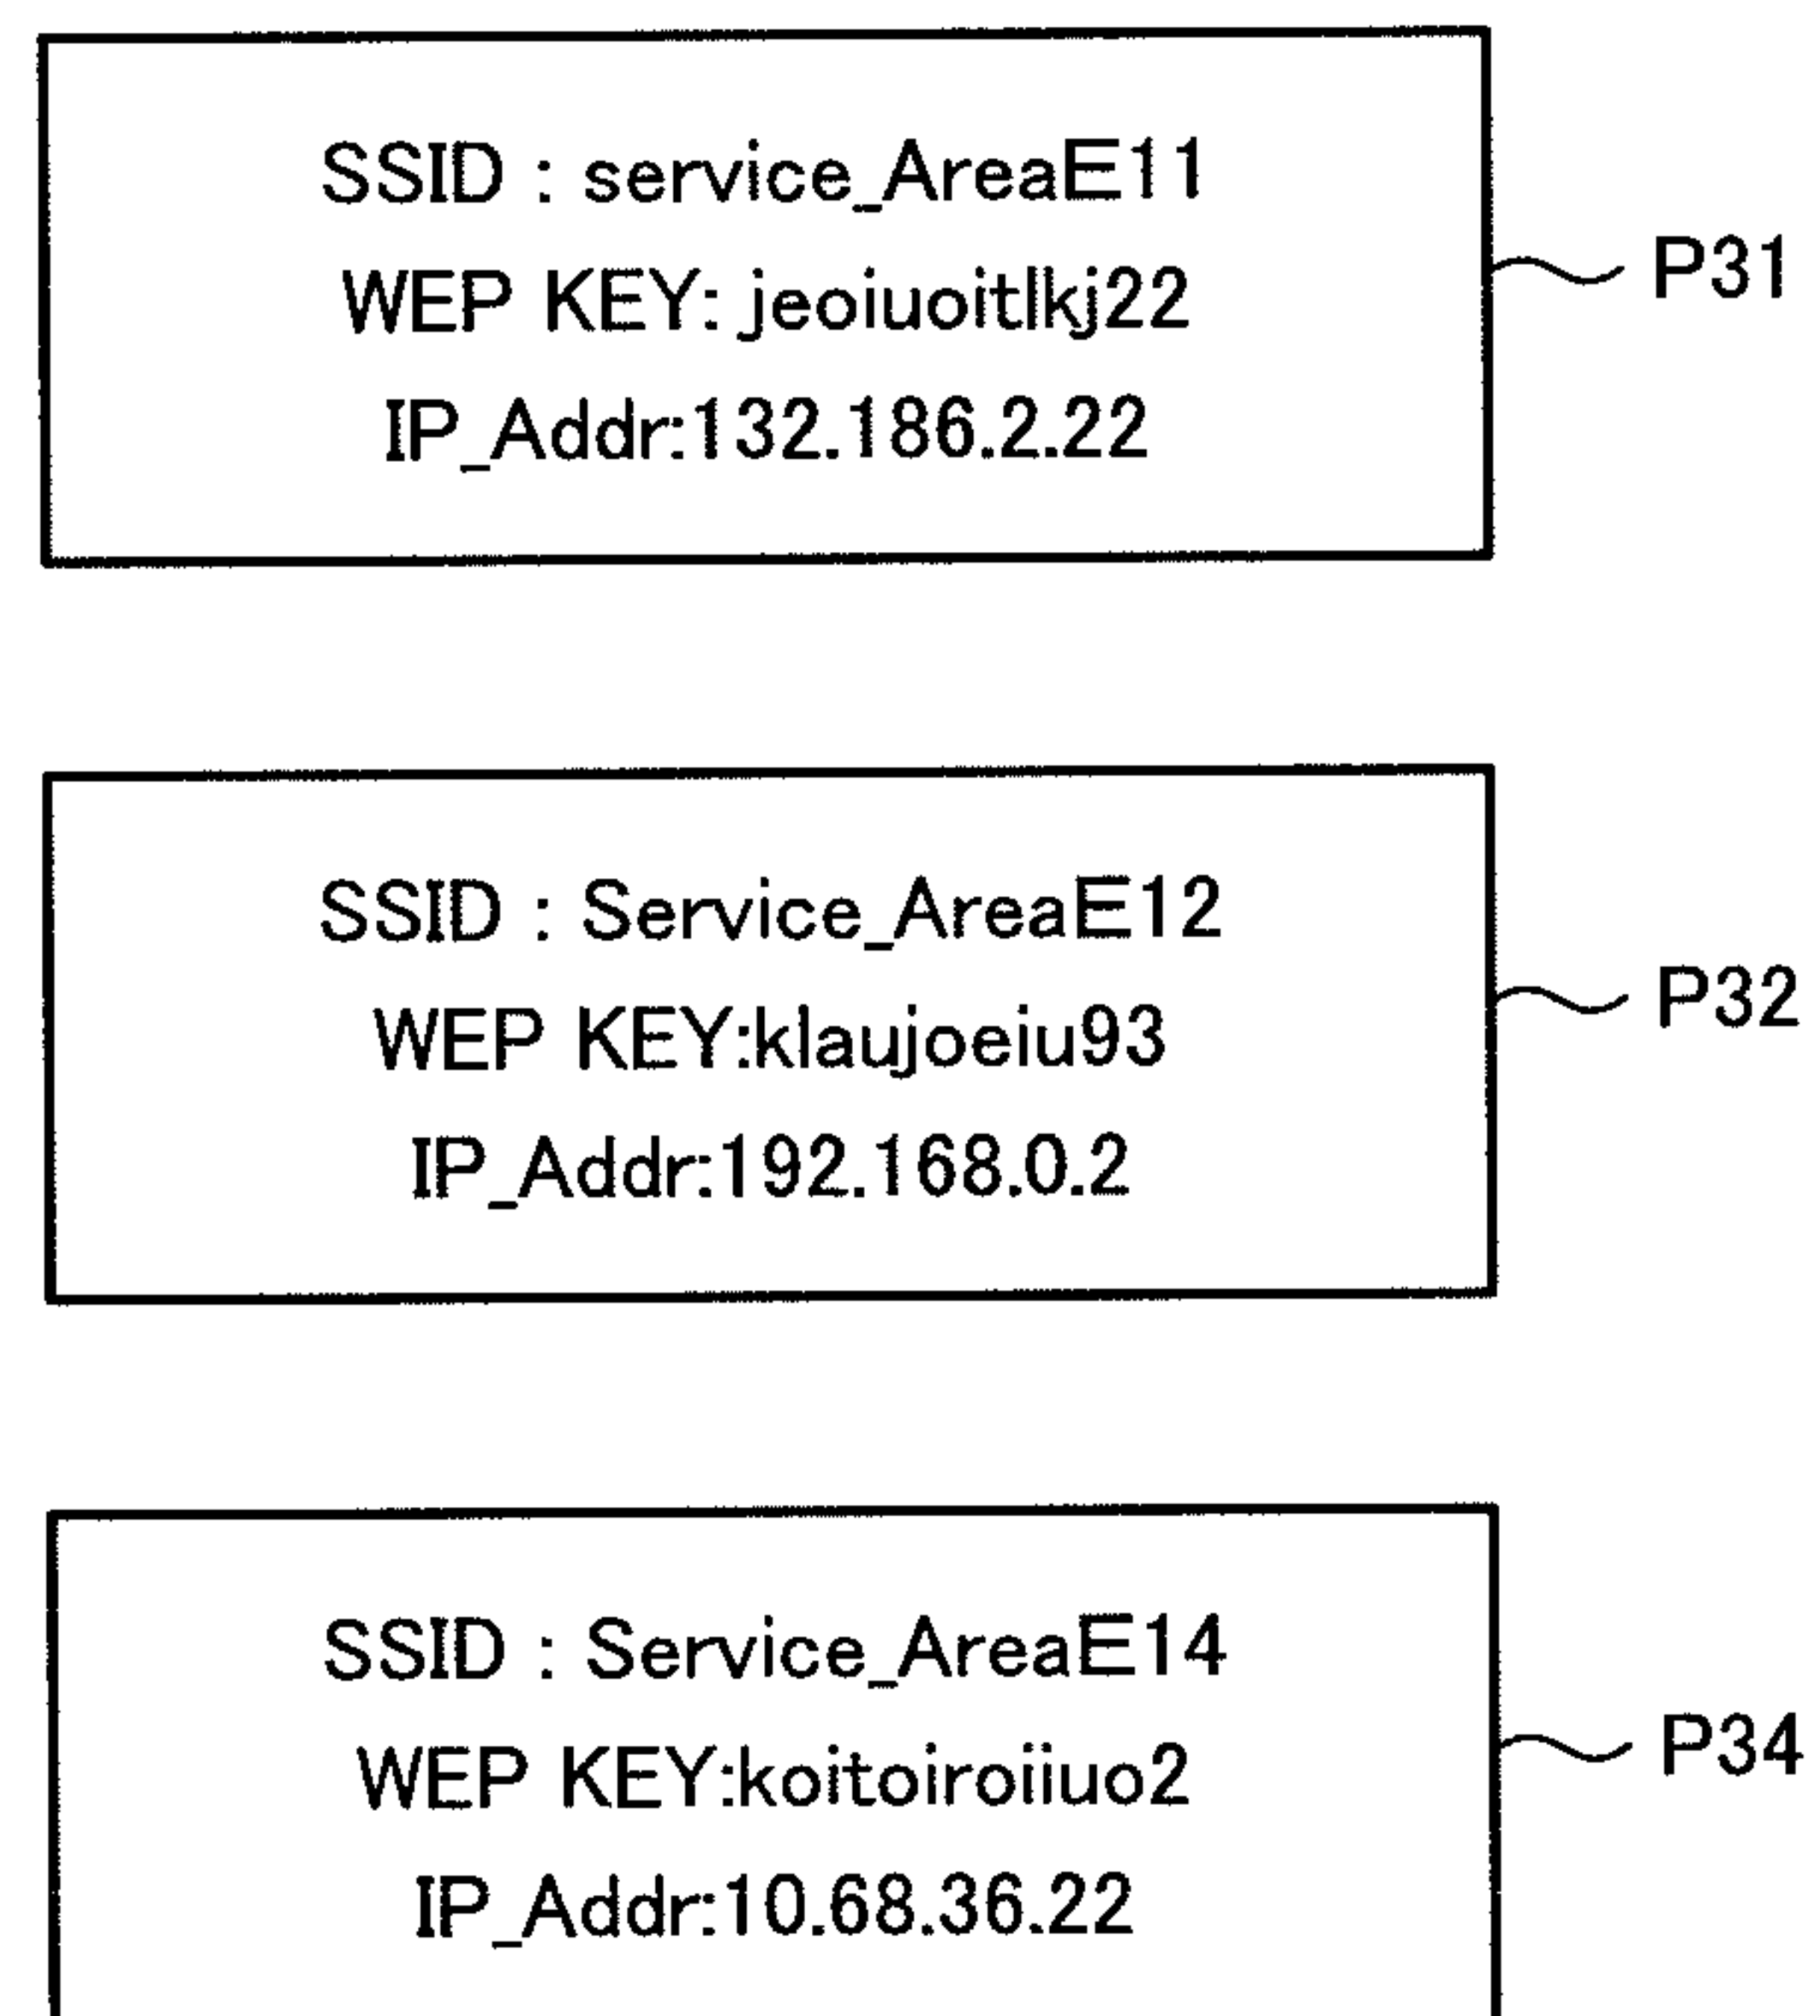 SSID : service_AreaE11
WEP KEY: jeoiuoitlkj22
IP_Addr:132.186.2.22
P31
SSID : Service_AreaE12
WEP KEY:klaujoeiu93
IP_Addr:192.168.0.2
P32
SSID : Service_AreaE14
WEP KEY:koitoiroiiuo2
IP_Addr:10.68.36.22
P34